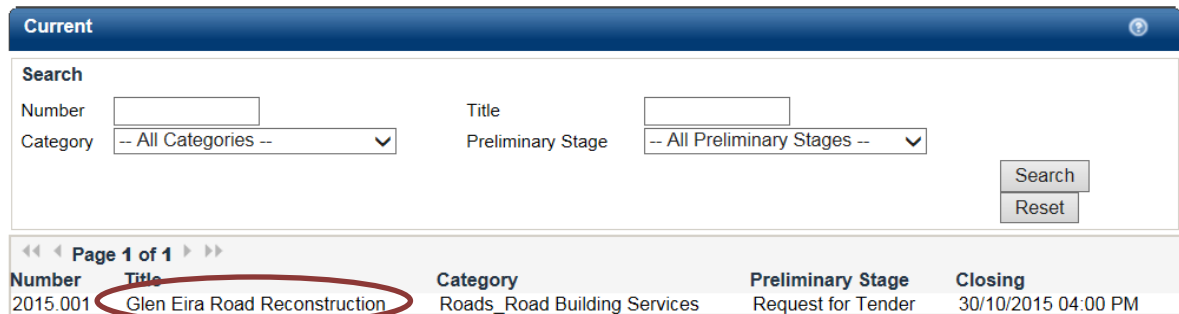 Current
Search
Number Title
Category -- All Categories -- Preliminary Stage -- All Preliminary Stages --
Search
Reset
Page 1 of 1
Number Title Category Preliminary Stage Closing
2015.001 Glen Eira Road Reconstruction Roads_Road Building Services Request for Tender 30/10/2015 04:00 PM